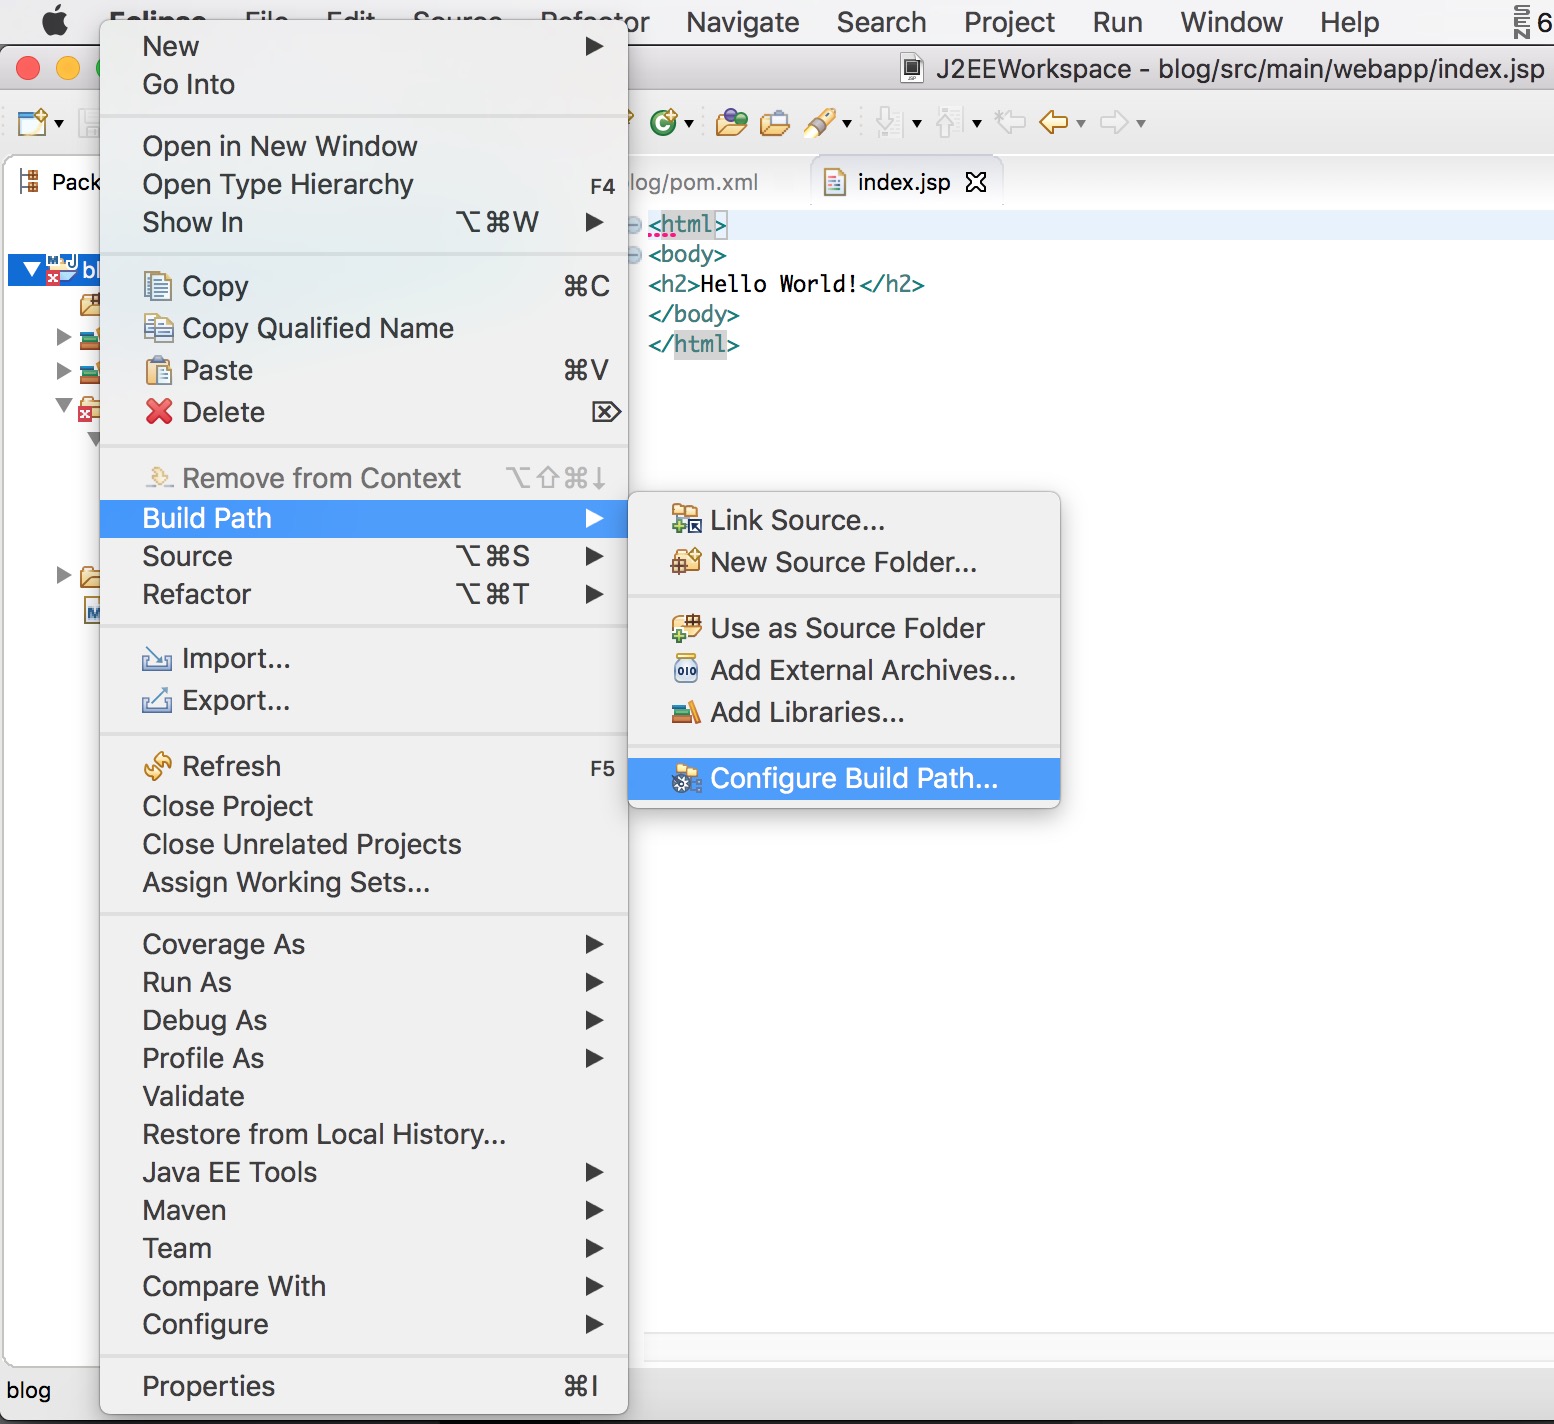 Navigate Search Project Run Window Help
J2EEWorkspace - blog/src/main/webapp/index.jsp
New
Go Into
Open in New Window
Open Type Hierarchy F4
Show In ⌥⌘W
Copy ⌘C
Copy Qualified Name
Paste ⌘V
Delete ⌦
Remove from Context ⌥⇧⌘↓
Build Path
Source ⌥⌘S
Refactor ⌥⌘T
Import...
Export...
Refresh F5
Close Project
Close Unrelated Projects
Assign Working Sets...
Coverage As
Run As
Debug As
Profile As
Validate
Restore from Local History...
Java EE Tools
Maven
Team
Compare With
Configure
Properties ⌘I
Link Source...
New Source Folder...
Use as Source Folder
Add External Archives...
Add Libraries...
Configure Build Path...
Pack
bl
log/pom.xml
index.jsp
<html>
<body>
<h2>Hello World!</h2>
</body>
</html>
blog